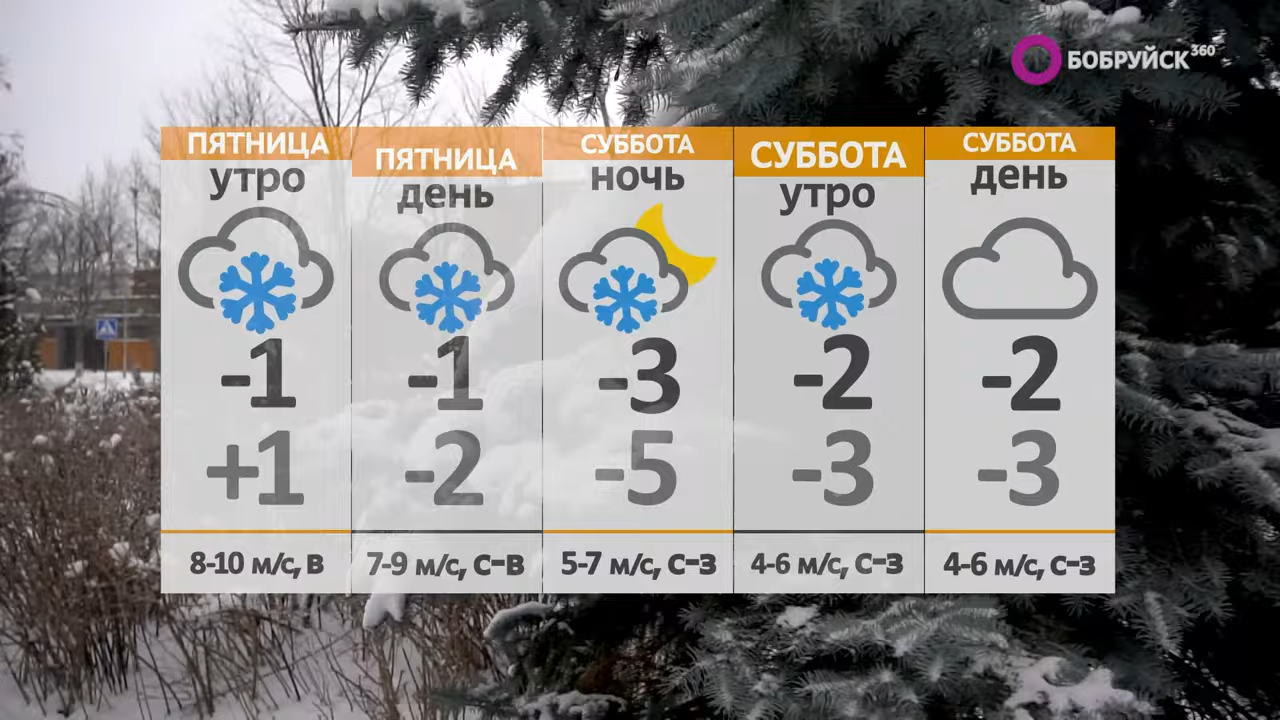 БОБРУЙСК360
ПЯТНИЦА
утро
-1
+1
8-10 м/с, В
ПЯТНИЦА
день
-1
-2
7-9 м/с, С-В
СУББОТА
ночь
-3
-5
5-7 м/с, С-З
СУББОТА
утро
-2
-3
4-6 м/с, С-З
СУББОТА
день
-2
-3
4-6 м/с, С-З